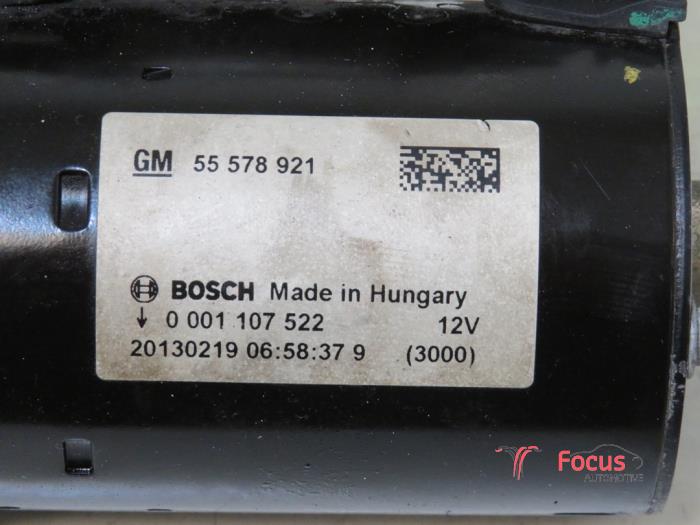 GM 55 578 921
BOSCH Made in Hungary
0 001 107 522 12V
20130219 06:58:37 9 (3000)
Focus
AUTOMOTIVE